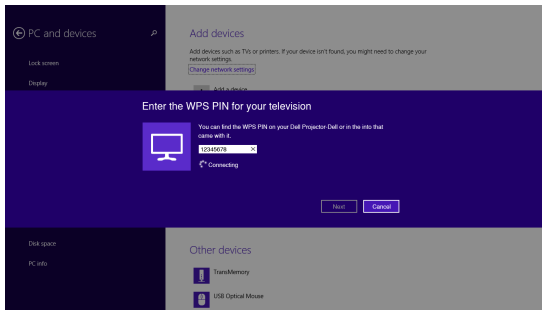 PC and devices
Lock screen
Display
Add devices
Add devices such as TVs or printers. If your device isn't found, you might need to change your
network settings.
Change network settings
Add a device
Enter the WPS PIN for your television
You can find the WPS PIN on your Dell Projector-Dell or in the into that
came with it.
12345678
Connecting
Next
Cancel
Disk space
PC info
Other devices
TransMemory
USB Optical Mouse